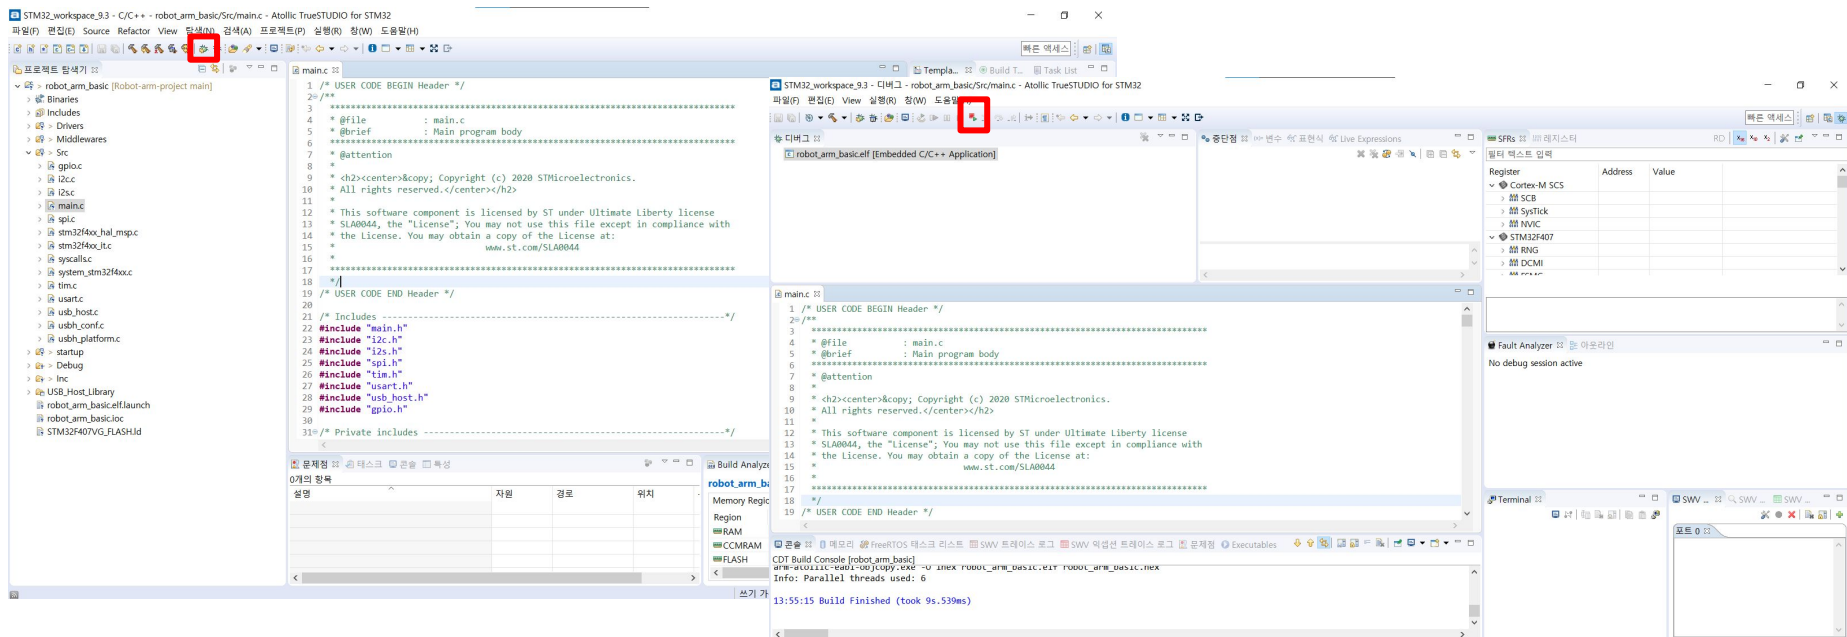 STM32_workspace_9.3 - C/C++ - robot_arm_basic/Src/main.c - Atollic TrueSTUDIO for STM32
파일(F) 편집(E) Source Refactor View 탐색(N) 검색(A) 프로젝트(P) 실행(R) 창(W) 도움말(H)
빠른 액세스
프로젝트 탐색기
robot_arm_basic [Robot-arm-project main]
Binaries
Includes
> Drivers
> Middlewares
> Src
gpio.c
i2c.c
i2s.c
main.c
spi.c
stm32f4xx_hal_msp.c
stm32f4xx_it.c
syscalls.c
system_stm32f4xx.c
tim.c
usart.c
usb_host.c
usbh_conf.c
usbh_platform.c
> startup
> Debug
> Inc
USB_Host_Library
robot_arm_basic.elf.launch
robot_arm_basic.ioc
STM32F407VG_FLASH.ld
main.c
1 /* USER CODE BEGIN Header */
2 /**
3 ******************************************************************************
4 * @file : main.c
5 * @brief : Main program body
6 ******************************************************************************
7 * @attention
8 *
9 * <h2><center>&copy; Copyright (c) 2020 STMicroelectronics.
10 * All rights reserved.</center></h2>
11 *
12 * This software component is licensed by ST under Ultimate Liberty license
13 * SLA0044, the "License"; You may not use this file except in compliance with
14 * the License. You may obtain a copy of the License at:
15 * www.st.com/SLA0044
16 *
17 ******************************************************************************
18 */
19 /* USER CODE END Header */
20
21 /* Includes ------------------------------------------------------------------*/
22 #include "main.h"
23 #include "i2c.h"
24 #include "i2s.h"
25 #include "spi.h"
26 #include "tim.h"
27 #include "usart.h"
28 #include "usb_host.h"
29 #include "gpio.h"
30
31 /* Private includes ----------------------------------------------------------*/
Templa... Build T... Task List
문제점 태스크 콘솔 특성
0개의 항목
설명 자원 경로 위치
Build Analyze
robot_arm_ba
Memory Regic
Region
RAM
CCMRAM
FLASH
쓰기 가
STM32_workspace_9.3 - 디버그 - robot_arm_basic/Src/main.c - Atollic TrueSTUDIO for STM32
파일(F) 편집(E) View 실행(R) 창(W) 도움말
빠른 액세스
디버그
robot_arm_basic.elf [Embedded C/C++ Application]
중단점 변수 표현식 Live Expressions
SFRs 레지스터
RD
필터 텍스트 입력
Register Address Value
Cortex-M SCS
SCB
SysTick
NVIC
STM32F407
RNG
DCMI
main.c
1 /* USER CODE BEGIN Header */
2 /**
3 ******************************************************************************
4 * @file : main.c
5 * @brief : Main program body
6 ******************************************************************************
7 * @attention
8 *
9 * <h2><center>&copy; Copyright (c) 2020 STMicroelectronics.
10 * All rights reserved.</center></h2>
11 *
12 * This software component is licensed by ST under Ultimate Liberty license
13 * SLA0044, the "License"; You may not use this file except in compliance with
14 * the License. You may obtain a copy of the License at:
15 * www.st.com/SLA0044
16 *
17 ******************************************************************************
18 */
19 /* USER CODE END Header */
Fault Analyzer 아웃라인
No debug session active
콘솔 메모리 FreeRTOS 태스크 리스트 SWV 트레이스 로그 SWV 익셉션 트레이스 로그 문제점 Executables
CDT Build Console [robot_arm_basic]
arm-atollic-eabi-objcopy.exe -O ihex robot_arm_basic.elf robot_arm_basic.hex
Info: Parallel threads used: 6
13:55:15 Build Finished (took 9s.539ms)
Terminal
SWV ... SWV ... SWV ...
포트 0